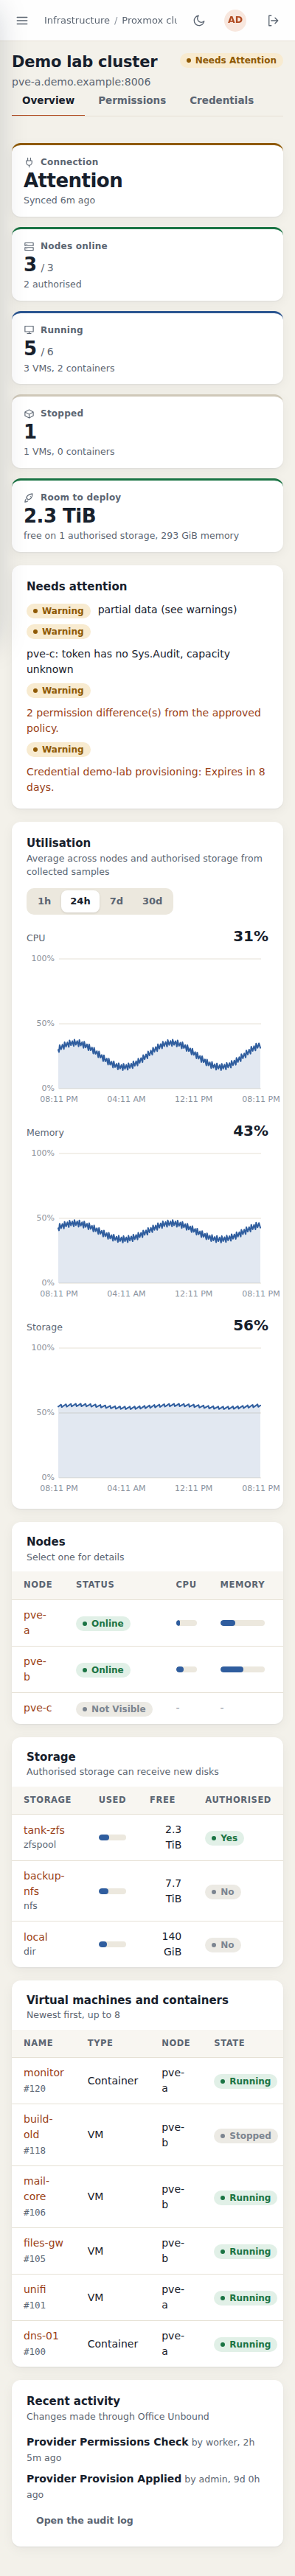 Infrastructure / Proxmox clu
AD
Demo lab cluster
Needs Attention
pve-a.demo.example:8006
Overview Permissions Credentials
Connection
Attention
Synced 6m ago
Nodes online
3 / 3
2 authorised
Running
5 / 6
3 VMs, 2 containers
Stopped
1
1 VMs, 0 containers
Room to deploy
2.3 TiB
free on 1 authorised storage, 293 GiB memory
Needs attention
Warning partial data (see warnings)
Warning
pve-c: token has no Sys.Audit, capacity
unknown
Warning
2 permission difference(s) from the approved
policy.
Warning
Credential demo-lab provisioning: Expires in 8
days.
Utilisation
Average across nodes and authorised storage from
collected samples
1h 24h 7d 30d
CPU 31%
100%
50%
0%
08:11 PM 04:11 AM 12:11 PM 08:11 PM
Memory 43%
100%
50%
0%
08:11 PM 04:11 AM 12:11 PM 08:11 PM
Storage 56%
100%
50%
0%
08:11 PM 04:11 AM 12:11 PM 08:11 PM
Nodes
Select one for details
NODE STATUS CPU MEMORY
pve-
a
Online
pve-
b
Online
pve-c Not Visible - -
Storage
Authorised storage can receive new disks
STORAGE USED FREE AUTHORISED
tank-zfs
zfspool
2.3
TiB
Yes
backup-
nfs
nfs
7.7
TiB
No
local
dir
140
GiB
No
Virtual machines and containers
Newest first, up to 8
NAME TYPE NODE STATE
monitor
#120
Container
pve-
a
Running
build-
old
#118
VM
pve-
b
Stopped
mail-
core
#106
VM
pve-
b
Running
files-gw
#105
VM
pve-
b
Running
unifi
#101
VM
pve-
a
Running
dns-01
#100
Container
pve-
a
Running
Recent activity
Changes made through Office Unbound
Provider Permissions Check by worker, 2h
5m ago
Provider Provision Applied by admin, 9d 0h
ago
Open the audit log